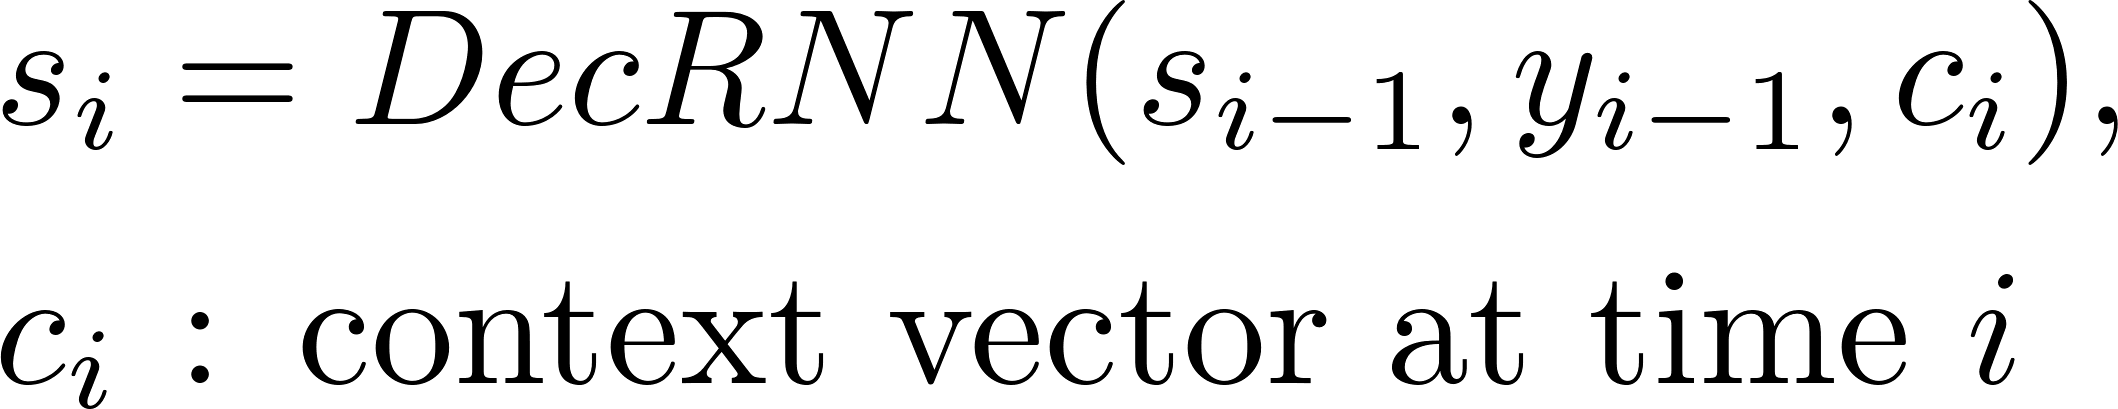 s_i = DecRNN(s_{i-1}, y_{i-1}, c_i),
c_i : context vector at time i